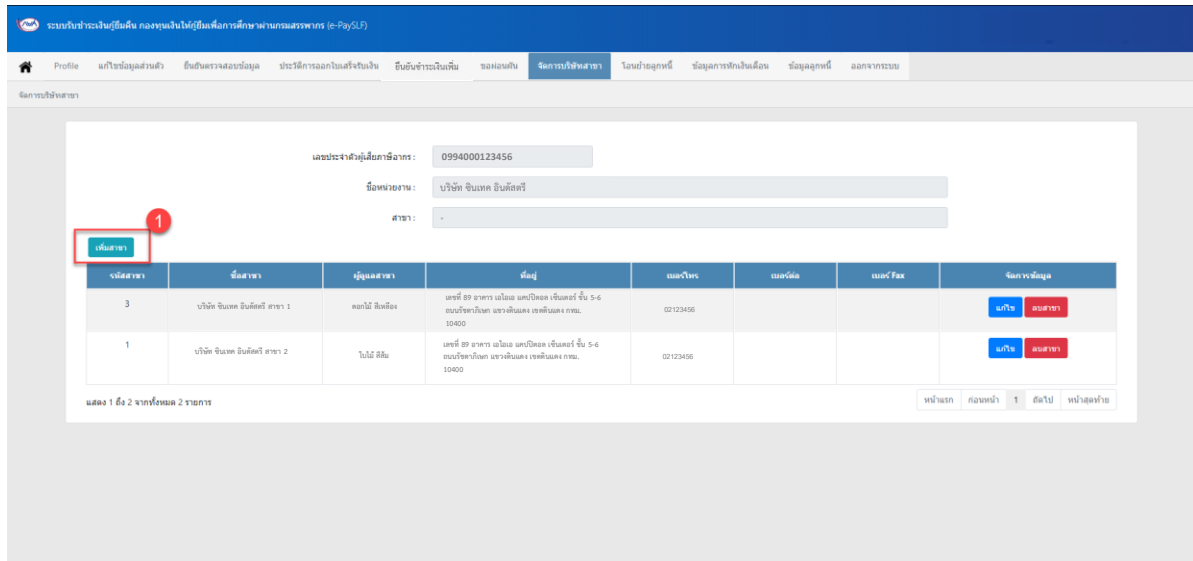 ระบบรับชำระเงินกู้ยืมคืน กองทุนเงินให้กู้ยืมเพื่อการศึกษาผ่านกรมสรรพากร (e-PaySLF)
Profile แก้ไขข้อมูลส่วนตัว ยืนยันตรวจสอบข้อมูล ประวัติการออกใบเสร็จรับเงิน ยืนยันชำระเงินเพิ่ม ขอผ่อนผัน จัดการบริษัทสาขา โอนย้ายลูกหนี้ ข้อมูลการหักเงินเดือน ข้อมูลลูกหนี้ ออกจากระบบ
จัดการบริษัทสาขา
เลขประจำตัวผู้เสียภาษีอากร : 0994000123456
ชื่อหน่วยงาน : บริษัท ชินเทค อินดัสตรี
สาขา : -
1
เพิ่มสาขา
รหัสสาขา ชื่อสาขา ผู้ดูแลสาขา ที่อยู่ เบอร์โทร เบอร์ต่อ เบอร์ Fax จัดการข้อมูล
3 บริษัท ชินเทค อินดัสตรี สาขา 1 ดอกไม้ สีเหลือง เลขที่ 89 อาคาร เอไอเอ แคปปิตอล เซ็นเตอร์ ชั้น 5-6
ถนนรัชดาภิเษก แขวงดินแดง เขตดินแดง กทม.
10400
02123456 แก้ไข ลบสาขา
1 บริษัท ชินเทค อินดัสตรี สาขา 2 ใบไม้ สีส้ม เลขที่ 89 อาคาร เอไอเอ แคปปิตอล เซ็นเตอร์ ชั้น 5-6
ถนนรัชดาภิเษก แขวงดินแดง เขตดินแดง กทม.
10400
02123456 แก้ไข ลบสาขา
แสดง 1 ถึง 2 จากทั้งหมด 2 รายการ
หน้าแรก ก่อนหน้า 1 ถัดไป หน้าสุดท้าย